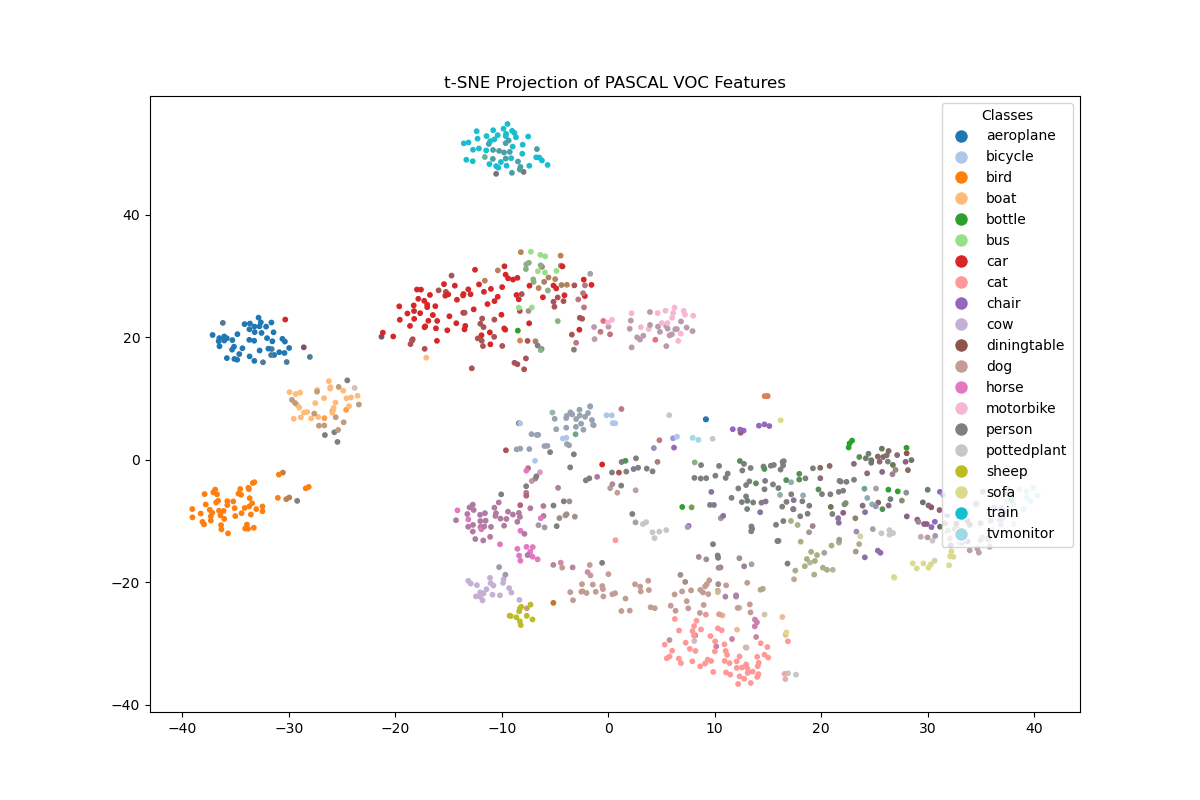 t-SNE Projection of PASCAL VOC Features
Classes
aeroplane
bicycle
bird
boat
bottle
bus
car
cat
chair
cow
diningtable
dog
horse
motorbike
person
pottedplant
sheep
sofa
train
tvmonitor
40
20
0
−20
−40
−40 −30 −20 −10 0 10 20 30 40